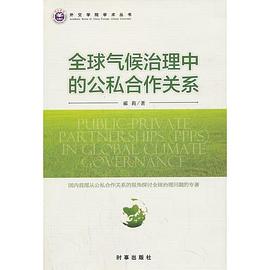 外交学院学术丛书
全球气候治理中
的公私合作关系
莉/著
PUBLIC-PRIVATE
PARTNERSHIPS (PPPS)
IN GLOBAL CLIMATE
GOVERNANCE
国内首部从公私合作关系的视角探讨全球治理问题的专著
时事出版社